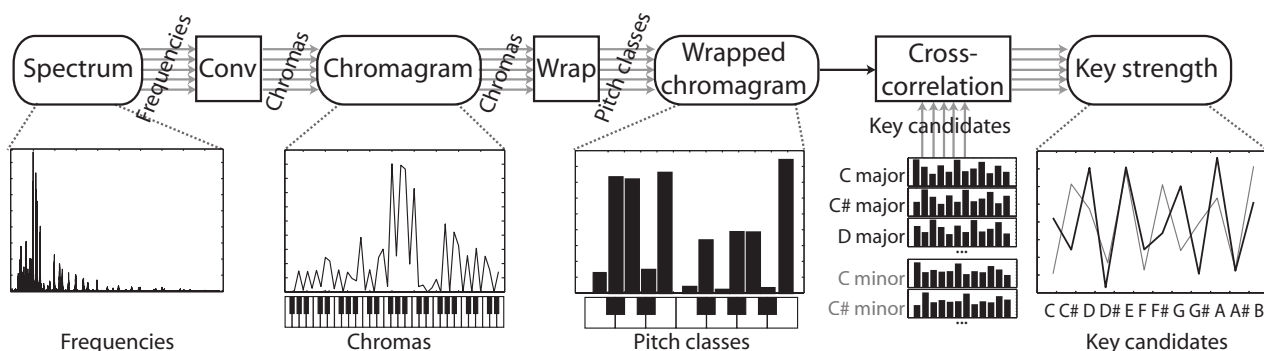 Spectrum
Frequencies
Conv
Chromas
Chromagram
Chromas
Wrap
Pitch classes
Wrapped
chromagram
Cross-
correlation
Key strength
Key candidates
C major
C# major
D major
...
C minor
C# minor
...
C C# D D# E F F# G G# A A# B
Frequencies
Chromas
Pitch classes
Key candidates